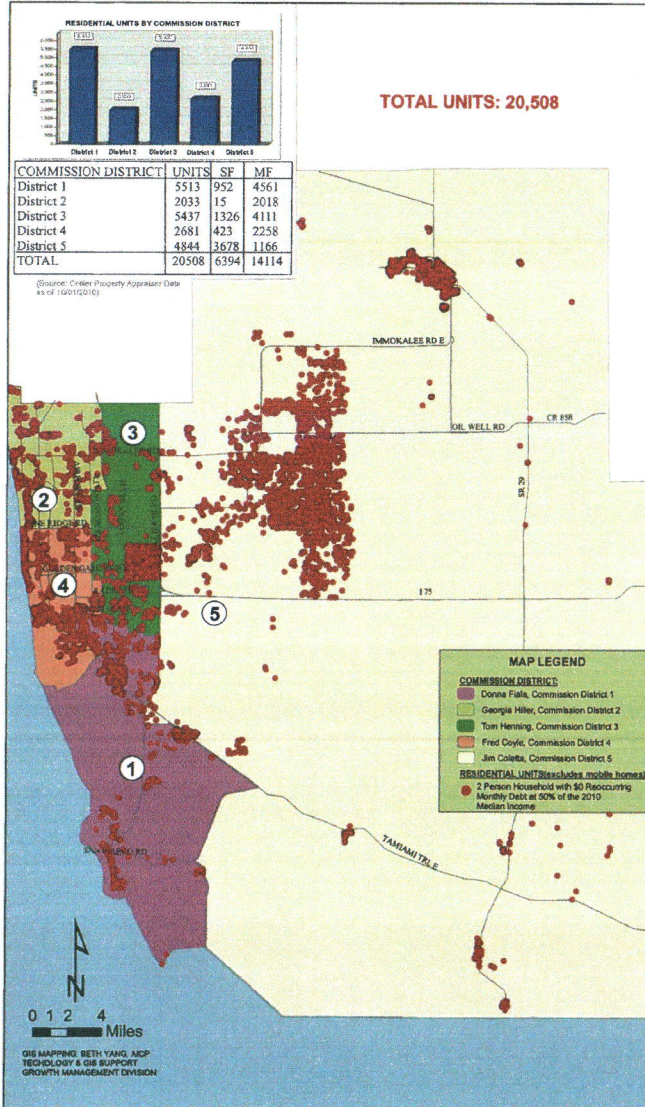 RESIDENTIAL UNITS BY COMMISSION DISTRICT
UNITS
District 1 District 2 District 3 District 4 District 5
TOTAL UNITS: 20,508
COMMISSION DISTRICT UNITS SF MF
District 1 5513 952 4561
District 2 2033 15 2018
District 3 5437 1326 4111
District 4 2681 423 2258
District 5 4844 3678 1166
TOTAL 20508 6394 14114
(Source: Collier Property Appraiser Data
as of 10/01/2010)
IMMOKALEE RD E
CR 858
OIL WELL RD
3
2
SR 29
4
I 75
5
1
TAMIAMI TRL E
MAP LEGEND
COMMISSION DISTRICT:
Donna Fiala, Commission District 1
Georgia Hiller, Commission District 2
Tom Henning, Commission District 3
Fred Coyle, Commission District 4
Jim Coletta, Commission District 5
RESIDENTIAL UNITS(excludes mobile homes)
2 Person Household with $0 Reoccurring
Monthly Debt at 50% of the 2010
Median Income
N
0 1 2 4
Miles
GIS MAPPING: BETH YANG, AICP
TECHOLOGY & GIS SUPPORT
GROWTH MANAGEMENT DIVISION